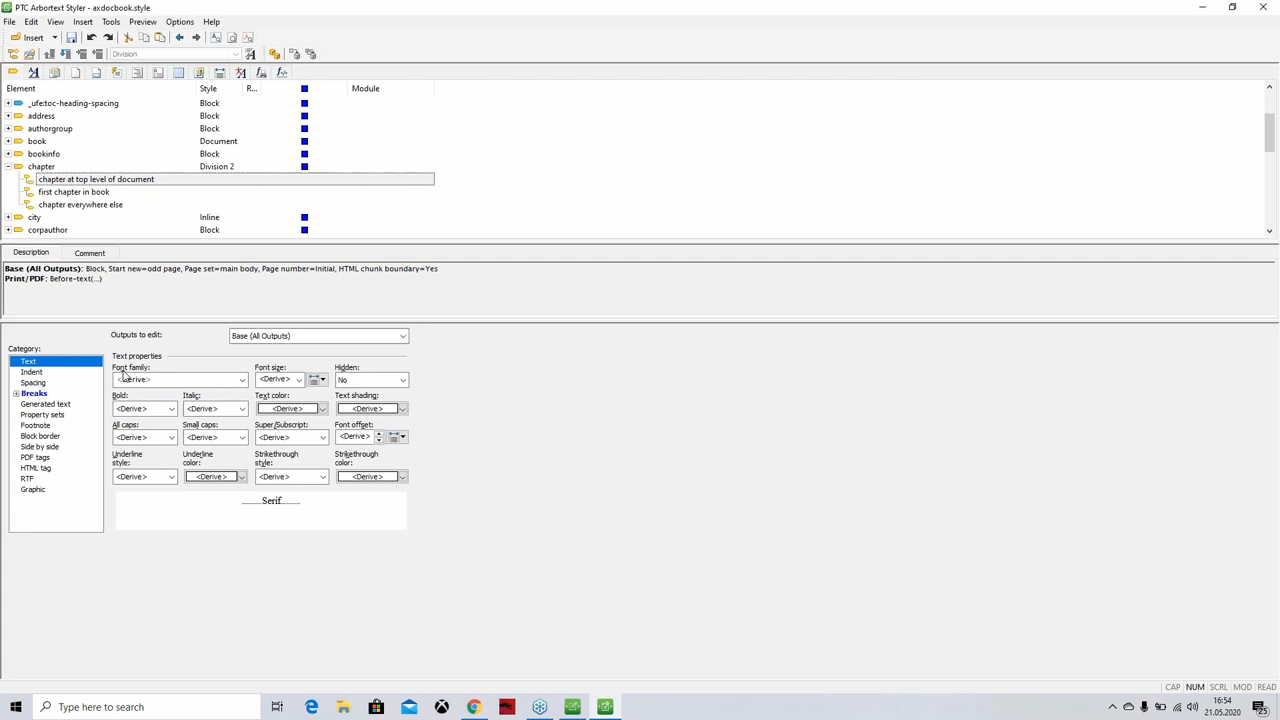 PTC Arbortext Styler - axdocbook.style
File Edit View Insert Tools Preview Options Help
Insert
Division
Element Style R... Module
_ufe:toc-heading-spacing Block
address Block
authorgroup Block
book Document
bookinfo Block
chapter Division 2
chapter at top level of document
first chapter in book
chapter everywhere else
city Inline
corpauthor Block
Description Comment
Base (All Outputs): Block, Start new=odd page, Page set=main body, Page number=Initial, HTML chunk boundary=Yes
Print/PDF: Before-text(...)
Outputs to edit: Base (All Outputs)
Category:
Text
Indent
Spacing
Breaks
Generated text
Property sets
Footnote
Block border
Side by side
PDF tags
HTML tag
RTF
Graphic
Text properties
Font family: Font size: Hidden:
<Derive> <Derive> No
Bold: Italic: Text color: Text shading:
<Derive> <Derive> <Derive> <Derive>
All caps: Small caps: Super/Subscript: Font offset:
<Derive> <Derive> <Derive> <Derive>
Underline style: Underline color: Strikethrough style: Strikethrough color:
<Derive> <Derive> <Derive> <Derive>
Serif
CAP NUM SCRL MOD READ
Type here to search
16:54
21.05.2020
25